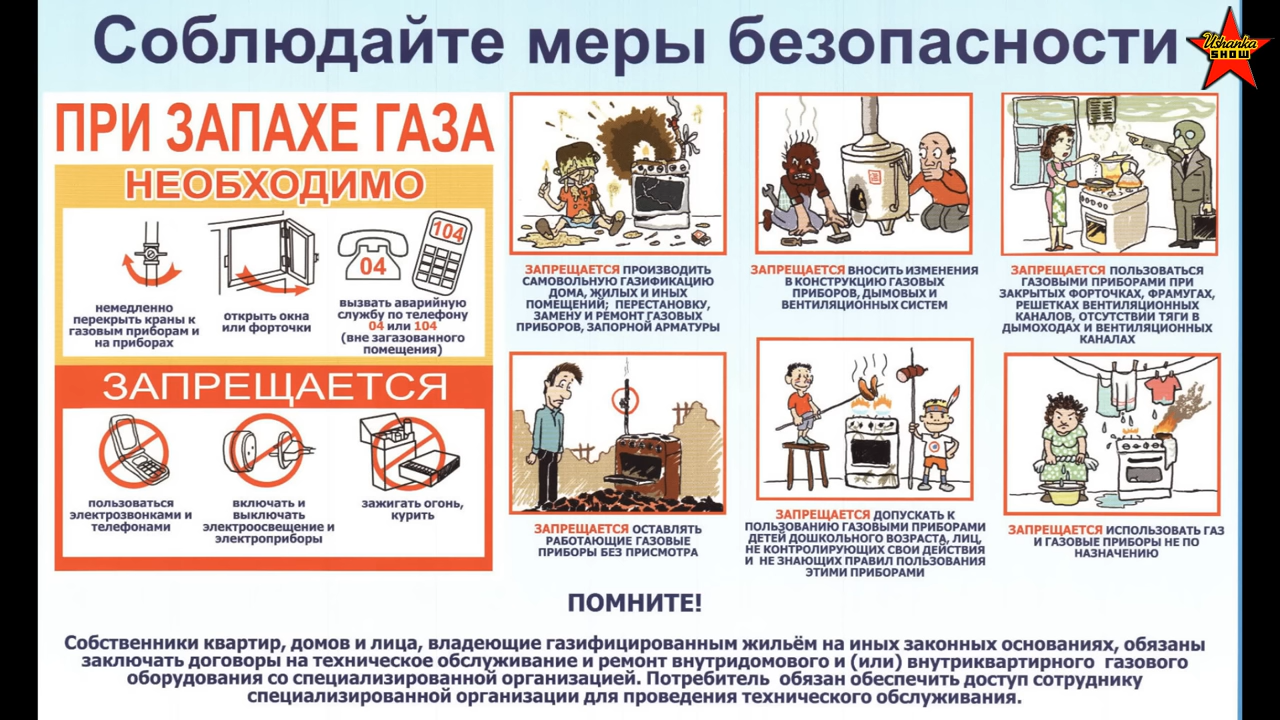 Соблюдайте меры безопасности
Ushanka
SHOW
ПРИ ЗАПАХЕ ГАЗА
НЕОБХОДИМО
104
04
немедленно
перекрыть краны к
газовым приборам и
на приборах
открыть окна
или форточки
вызвать аварийную
службу по телефону
04 или 104
(вне загазованного
помещения)
ЗАПРЕЩАЕТСЯ
пользоваться
электрозвонками и
телефонами
включать и
выключать
электроосвещение и
электроприборы
зажигать огонь,
курить
ЗАПРЕЩАЕТСЯ ПРОИЗВОДИТЬ
САМОВОЛЬНУЮ ГАЗИФИКАЦИЮ
ДОМА, ЖИЛЫХ И ИНЫХ
ПОМЕЩЕНИЙ; ПЕРЕСТАНОВКУ,
ЗАМЕНУ И РЕМОНТ ГАЗОВЫХ
ПРИБОРОВ, ЗАПОРНОЙ АРМАТУРЫ
ЗАПРЕЩАЕТСЯ ВНОСИТЬ ИЗМЕНЕНИЯ
В КОНСТРУКЦИЮ ГАЗОВЫХ
ПРИБОРОВ, ДЫМОВЫХ И
ВЕНТИЛЯЦИОННЫХ СИСТЕМ
ЗАПРЕЩАЕТСЯ ПОЛЬЗОВАТЬСЯ
ГАЗОВЫМИ ПРИБОРАМИ ПРИ
ЗАКРЫТЫХ ФОРТОЧКАХ, ФРАМУГАХ,
РЕШЕТКАХ ВЕНТИЛЯЦИОННЫХ
КАНАЛОВ, ОТСУТСТВИИ ТЯГИ В
ДЫМОХОДАХ И ВЕНТИЛЯЦИОННЫХ
КАНАЛАХ
ЗАПРЕЩАЕТСЯ ОСТАВЛЯТЬ
РАБОТАЮЩИЕ ГАЗОВЫЕ
ПРИБОРЫ БЕЗ ПРИСМОТРА
ЗАПРЕЩАЕТСЯ ДОПУСКАТЬ К
ПОЛЬЗОВАНИЮ ГАЗОВЫМИ ПРИБОРАМИ
ДЕТЕЙ ДОШКОЛЬНОГО ВОЗРАСТА, ЛИЦ,
НЕ КОНТРОЛИРУЮЩИХ СВОИ ДЕЙСТВИЯ
И НЕ ЗНАЮЩИХ ПРАВИЛ ПОЛЬЗОВАНИЯ
ЭТИМИ ПРИБОРАМИ
ЗАПРЕЩАЕТСЯ ИСПОЛЬЗОВАТЬ ГАЗ
И ГАЗОВЫЕ ПРИБОРЫ НЕ ПО
НАЗНАЧЕНИЮ
ПОМНИТЕ!
Собственники квартир, домов и лица, владеющие газифицированным жильём на иных законных основаниях, обязаны
заключать договоры на техническое обслуживание и ремонт внутридомового и (или) внутриквартирного газового
оборудования со специализированной организацией. Потребитель обязан обеспечить доступ сотруднику
специализированной организации для проведения технического обслуживания.